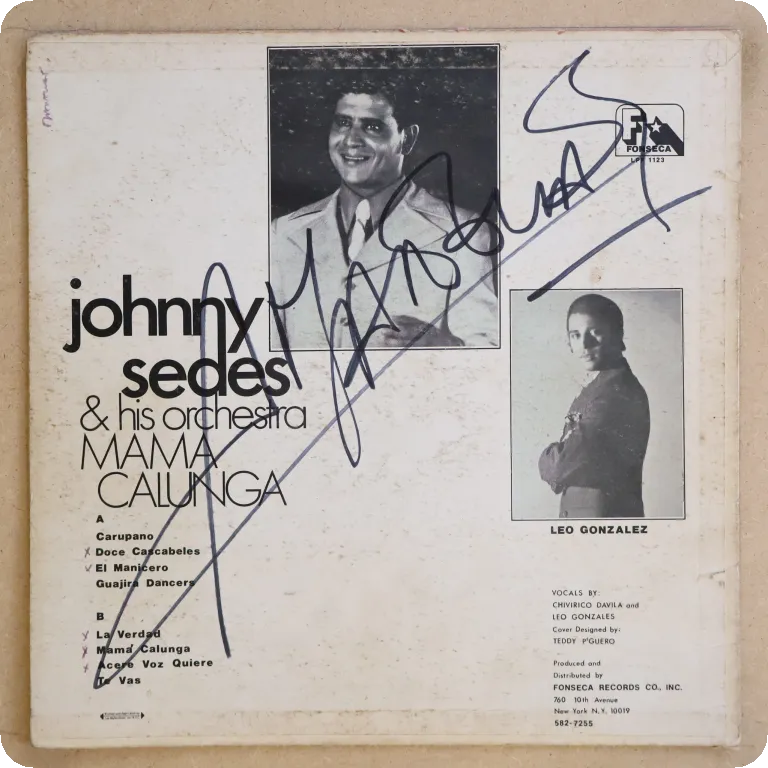 FONSECA
LPF 1123
johnny
sedes
& his orchestra
MAMA
CALUNGA
A
Carupano
Doce Cascabeles
El Manicero
Guajira Dancers
B
La Verdad
Mama Calunga
Acere Voz Quiere
Te Vas
LEO GONZALEZ
VOCALS BY:
CHIVIRICO DAVILA and
LEO GONZALES
Cover Designed by:
TEDDY P'GUERO
Produced and
Distributed by
FONSECA RECORDS CO., INC.
760 10th Avenue
New York N.Y. 10019
582-7255